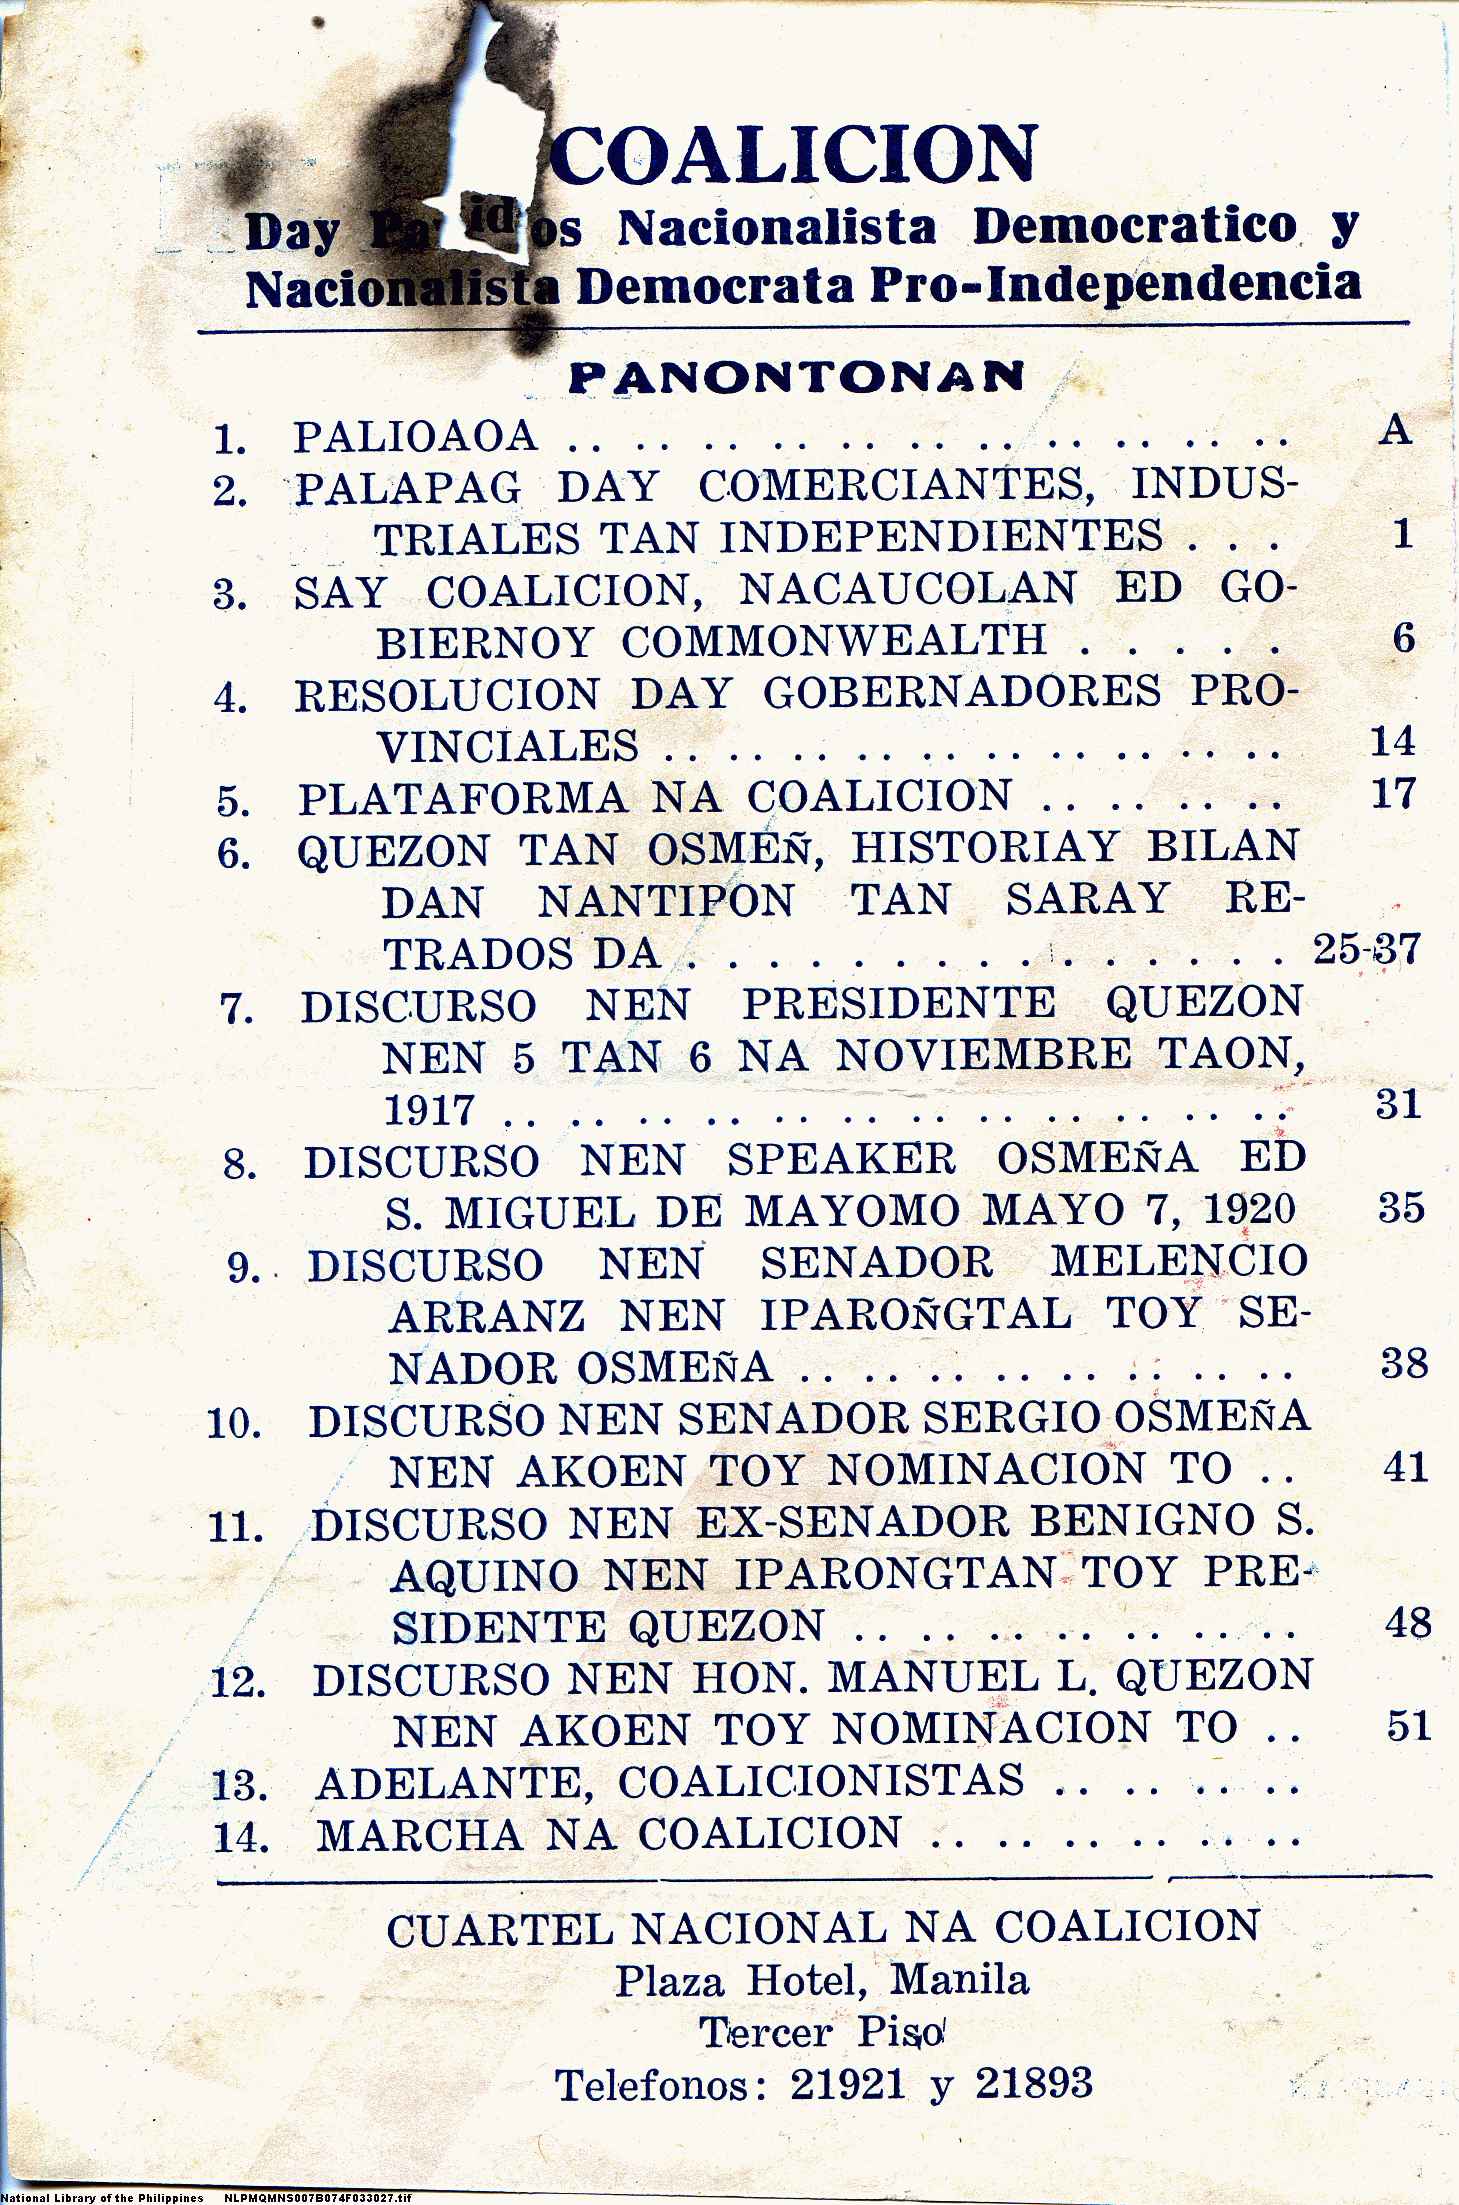 COALICION
Day Partidos Nacionalista Democratico y
Nacionalista Democrata Pro-Independencia
PANONTONAN
1. PALIOAOA . . . . . . . . . . . . . . . . . . . . . . A
2. PALAPAG DAY COMERCIANTES, INDUS-
TRIALES TAN INDEPENDIENTES . . . 1
3. SAY COALICION, NACAUCOLAN ED GO-
BIERNOY COMMONWEALTH . . . . . 6
4. RESOLUCION DAY GOBERNADORES PRO-
VINCIALES . . . . . . . . . . . . . . . . . . . 14
5. PLATAFORMA NA COALICION . . . . . . . . 17
6. QUEZON TAN OSMEÑ, HISTORIAY BILAN
DAN NANTIPON TAN SARAY RE-
TRADOS DA . . . . . . . . . . . . . . . 25-37
7. DISCURSO NEN PRESIDENTE QUEZON
NEN 5 TAN 6 NA NOVIEMBRE TAON,
1917 . . . . . . . . . . . . . . . . . . . . . . . . 31
8. DISCURSO NEN SPEAKER OSMEÑA ED
S. MIGUEL DE MAYOMO MAYO 7, 1920 35
9. DISCURSO NEN SENADOR MELENCIO
ARRANZ NEN IPAROÑGTAL TOY SE-
NADOR OSMEÑA . . . . . . . . . . . . . . . . 38
10. DISCURSO NEN SENADOR SERGIO OSMEÑA
NEN AKOEN TOY NOMINACION TO . . 41
11. DISCURSO NEN EX-SENADOR BENIGNO S.
AQUINO NEN IPARONGTAN TOY PRE-
SIDENTE QUEZON . . . . . . . . . . . . . . 48
12. DISCURSO NEN HON. MANUEL L. QUEZON
NEN AKOEN TOY NOMINACION TO . . 51
13. ADELANTE, COALICIONISTAS . . . . . . . .
14. MARCHA NA COALICION . . . . . . . . . . . .
CUARTEL NACIONAL NA COALICION
Plaza Hotel, Manila
Tercer Piso
Telefonos: 21921 y 21893
National Library of the Philippines NLPMQMNS007B074F033027.tif